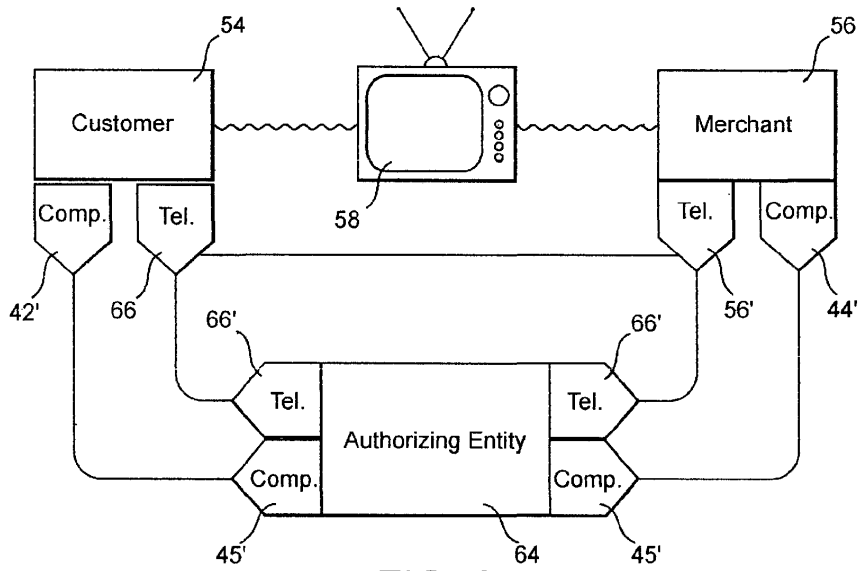 54
56
Customer
Merchant
Comp.
Tel.
58
Tel.
Comp.
42'
66
56'
44'
66'
66'
Tel.
Tel.
Authorizing Entity
Comp.
Comp.
45'
64
45'